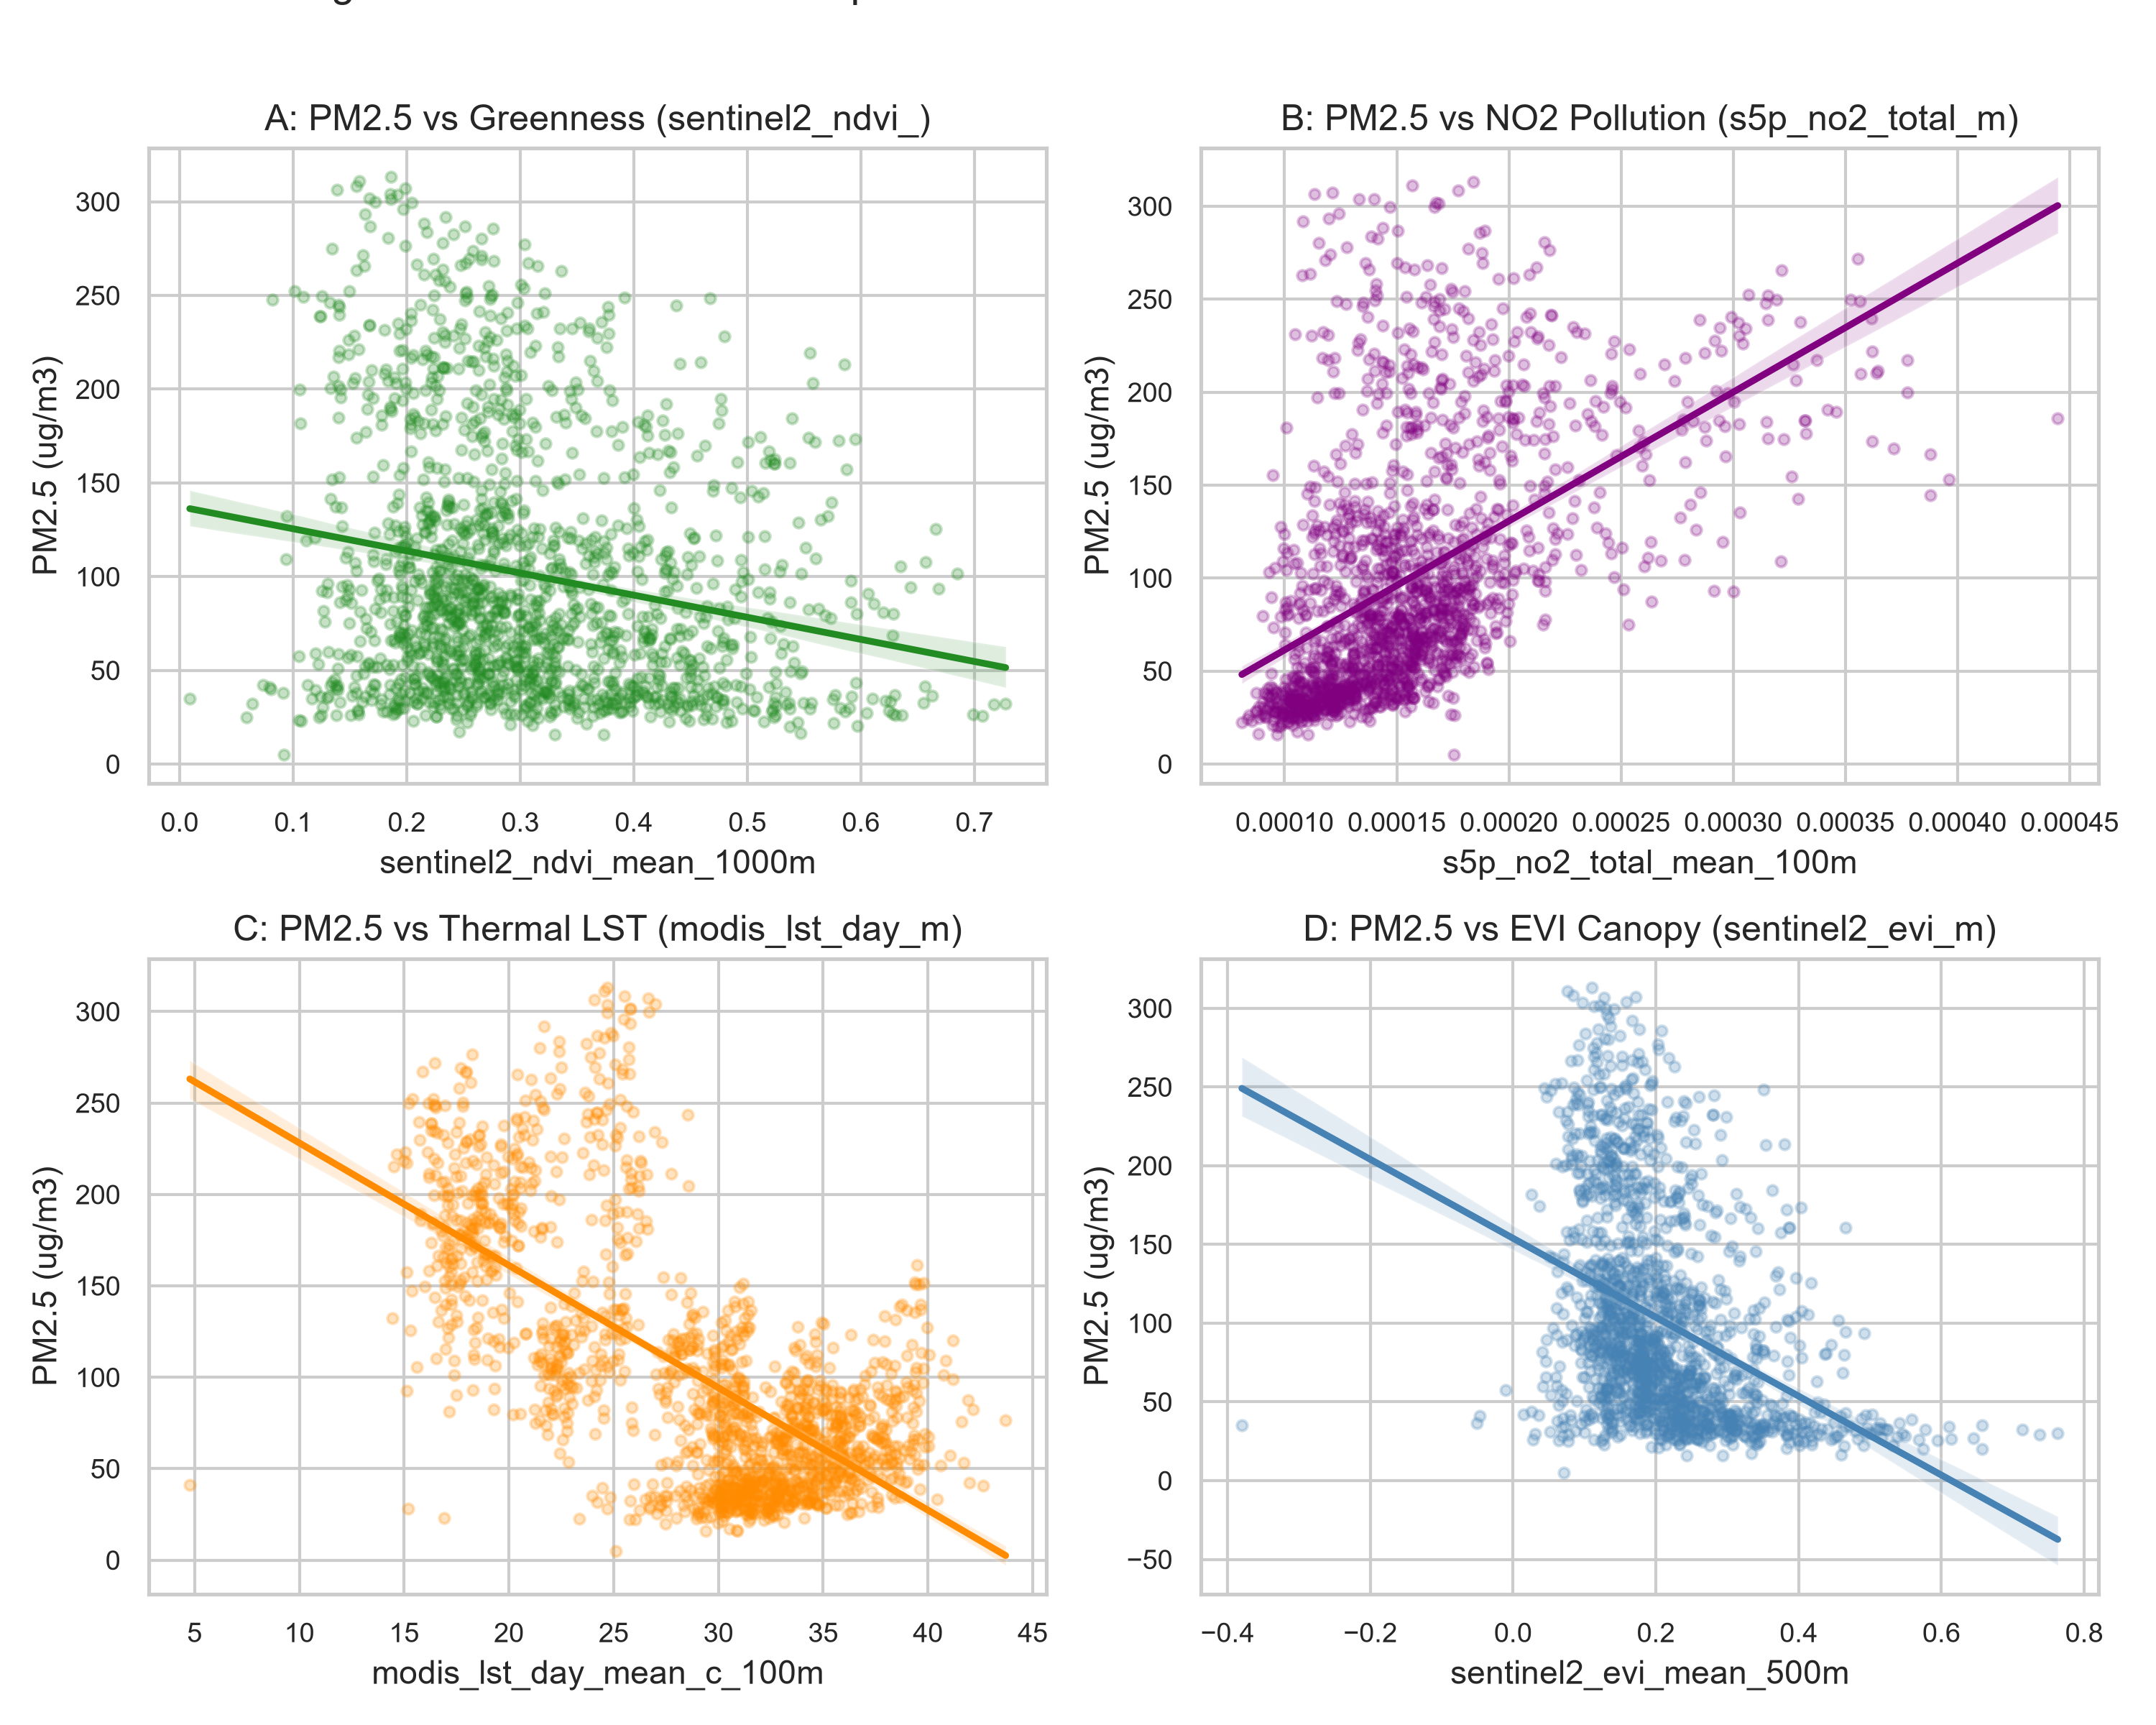 A: PM2.5 vs Greenness (sentinel2_ndvi_)
PM2.5 (ug/m3)
300
250
200
150
100
50
0
0.0 0.1 0.2 0.3 0.4 0.5 0.6 0.7
sentinel2_ndvi_mean_1000m
B: PM2.5 vs NO2 Pollution (s5p_no2_total_m)
PM2.5 (ug/m3)
300
250
200
150
100
50
0
0.00010 0.00015 0.00020 0.00025 0.00030 0.00035 0.00040 0.00045
s5p_no2_total_mean_100m
C: PM2.5 vs Thermal LST (modis_lst_day_m)
PM2.5 (ug/m3)
300
250
200
150
100
50
0
5 10 15 20 25 30 35 40 45
modis_lst_day_mean_c_100m
D: PM2.5 vs EVI Canopy (sentinel2_evi_m)
PM2.5 (ug/m3)
300
250
200
150
100
50
0
−50
−0.4 −0.2 0.0 0.2 0.4 0.6 0.8
sentinel2_evi_mean_500m